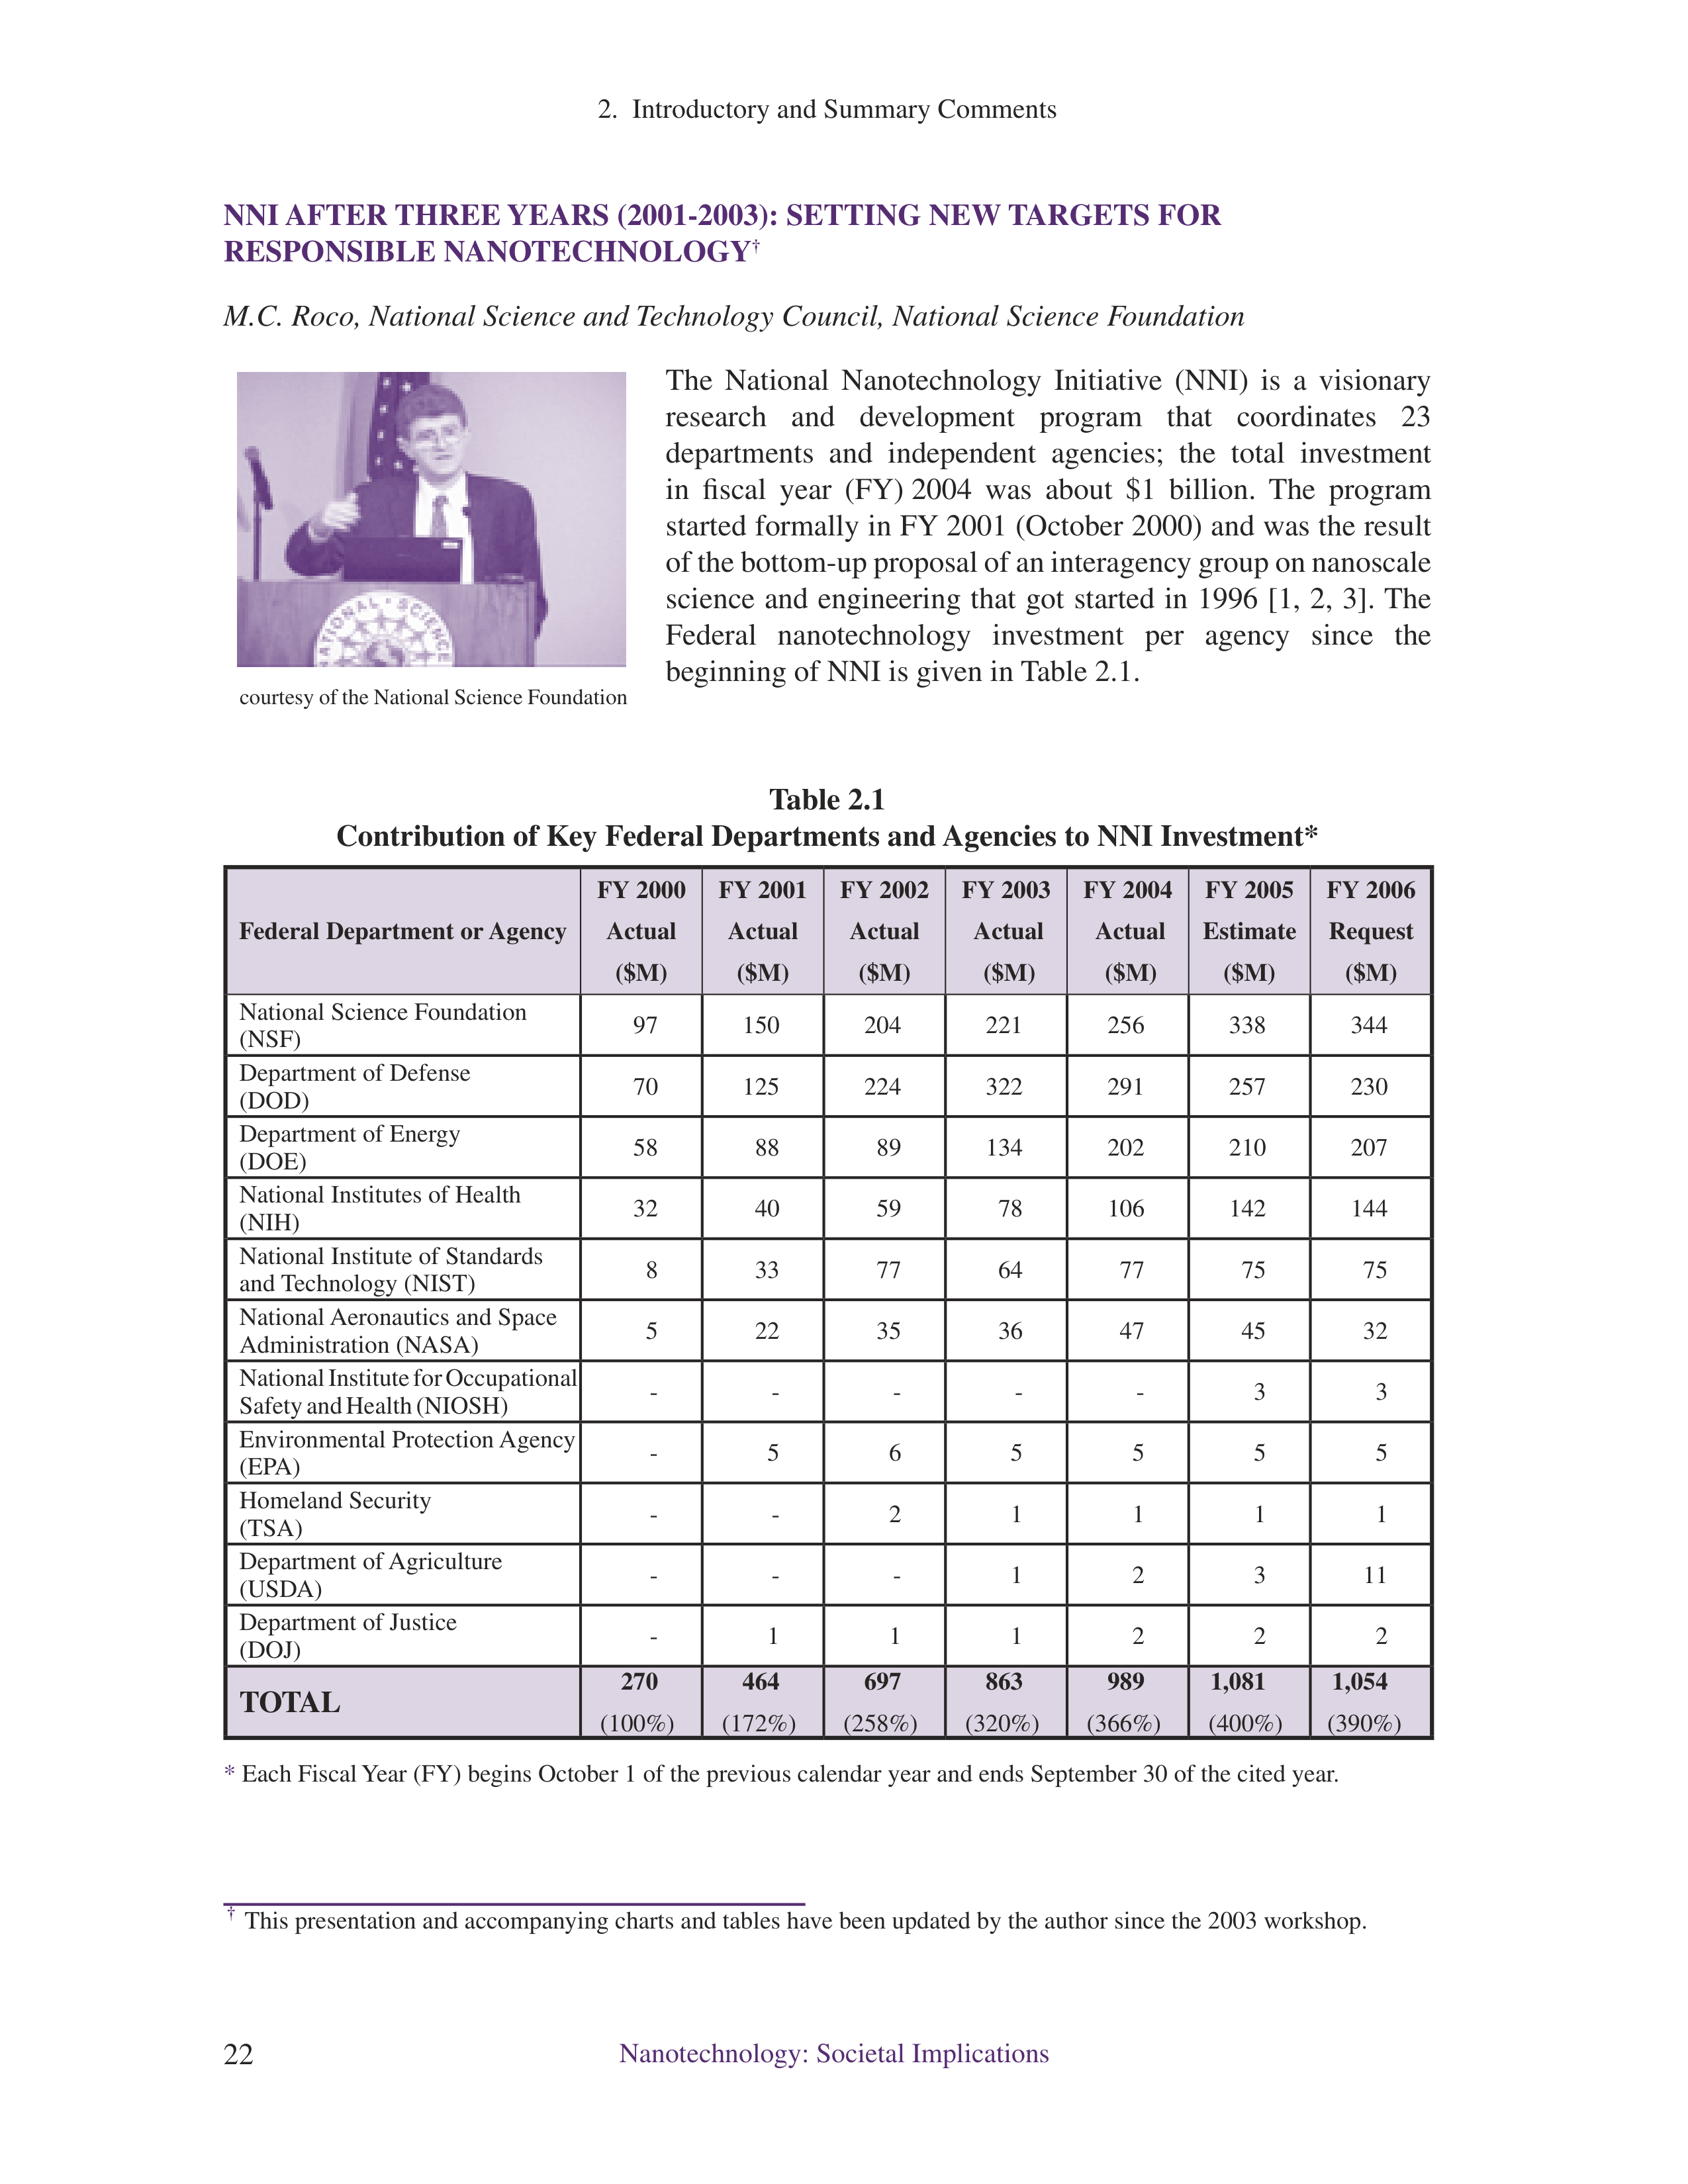 2. Introductory and Summary Comments
NNI AFTER THREE YEARS (2001-2003): SETTING NEW TARGETS FOR
RESPONSIBLE NANOTECHNOLOGY†
M.C. Roco, National Science and Technology Council, National Science Foundation
NATIONAL SCIENCE
courtesy of the National Science Foundation
The National Nanotechnology Initiative (NNI) is a visionary
research and development program that coordinates 23
departments and independent agencies; the total investment
in fiscal year (FY) 2004 was about $1 billion. The program
started formally in FY 2001 (October 2000) and was the result
of the bottom-up proposal of an interagency group on nanoscale
science and engineering that got started in 1996 [1, 2, 3]. The
Federal nanotechnology investment per agency since the
beginning of NNI is given in Table 2.1.
Table 2.1
Contribution of Key Federal Departments and Agencies to NNI Investment*
Federal Department or Agency FY 2000 Actual ($M) FY 2001 Actual ($M) FY 2002 Actual ($M) FY 2003 Actual ($M) FY 2004 Actual ($M) FY 2005 Estimate ($M) FY 2006 Request ($M)
National Science Foundation (NSF) 97 150 204 221 256 338 344
Department of Defense (DOD) 70 125 224 322 291 257 230
Department of Energy (DOE) 58 88 89 134 202 210 207
National Institutes of Health (NIH) 32 40 59 78 106 142 144
National Institute of Standards and Technology (NIST) 8 33 77 64 77 75 75
National Aeronautics and Space Administration (NASA) 5 22 35 36 47 45 32
National Institute for Occupational Safety and Health (NIOSH) - - - - - 3 3
Environmental Protection Agency (EPA) - 5 6 5 5 5 5
Homeland Security (TSA) - - 2 1 1 1 1
Department of Agriculture (USDA) - - - 1 2 3 11
Department of Justice (DOJ) - 1 1 1 2 2 2
TOTAL 270 464 697 863 989 1,081 1,054
(100%) (172%) (258%) (320%) (366%) (400%) (390%)
* Each Fiscal Year (FY) begins October 1 of the previous calendar year and ends September 30 of the cited year.
† This presentation and accompanying charts and tables have been updated by the author since the 2003 workshop.
22 Nanotechnology: Societal Implications